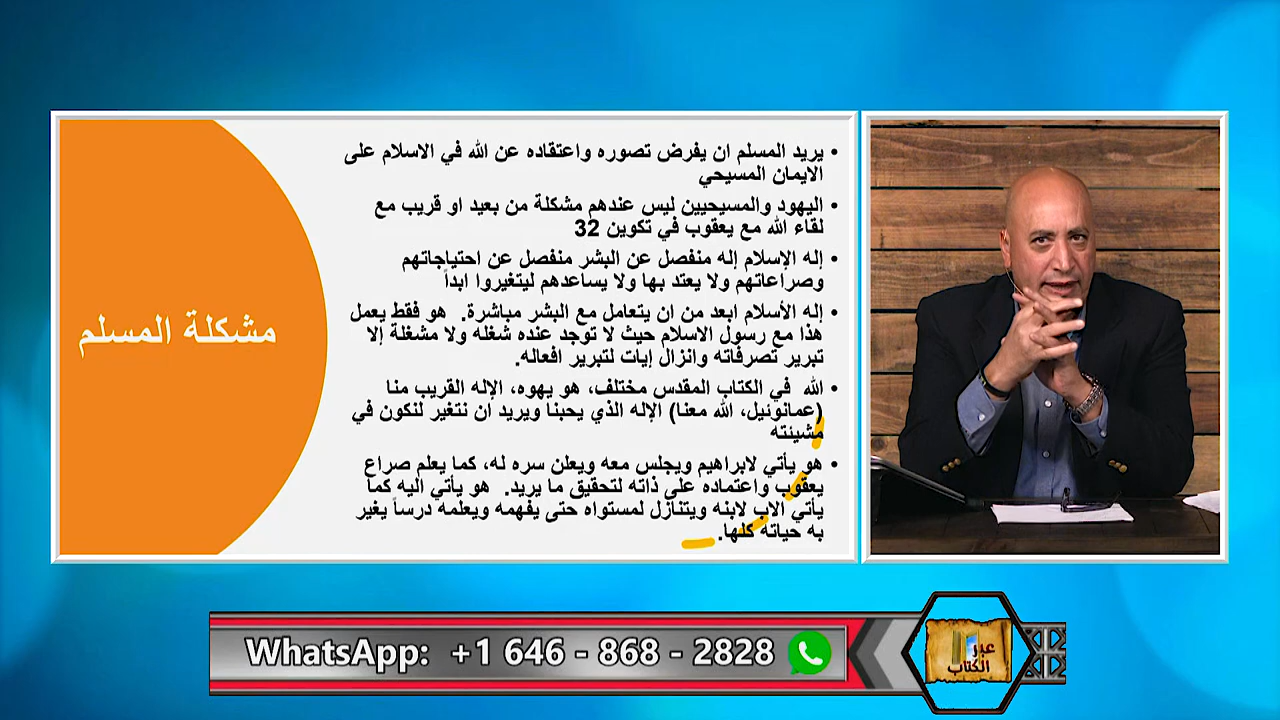 مشكلة المسلم
• يريد المسلم ان يفرض تصوره واعتقاده عن الله في الاسلام على
الايمان المسيحي
• اليهود والمسيحيين ليس عندهم مشكلة من بعيد او قريب مع
لقاء الله مع يعقوب في تكوين 32
• إله الإسلام إله منفصل عن البشر منفصل عن احتياجاتهم
وصراعاتهم ولا يعتد بها ولا يساعدهم ليتغيروا ابداً
• إله الأسلام ابعد من ان يتعامل مع البشر مباشرة. هو فقط يعمل
هذا مع رسول الاسلام حيث لا توجد عنده شغله ولا مشغلة إلا
تبرير تصرفاته وانزال إيات لتبرير افعاله.
• الله في الكتاب المقدس مختلف، هو يهوه، الإله القريب منا
(عمانوئيل، الله معنا) الإله الذي يحبنا ويريد ان نتغير لنكون في
مشيئته
• هو يأتي لابراهيم ويجلس معه ويعلن سره له، كما يعلم صراع
يعقوب واعتماده على ذاته لتحقيق ما يريد. هو يأتي اليه كما
يأتي الاب لابنه ويتنازل لمستواه حتى يفهمه ويعلمه درساً يغير
به حياته كلها.
WhatsApp: +1 646 - 868 - 2828
عبر
الكتاب